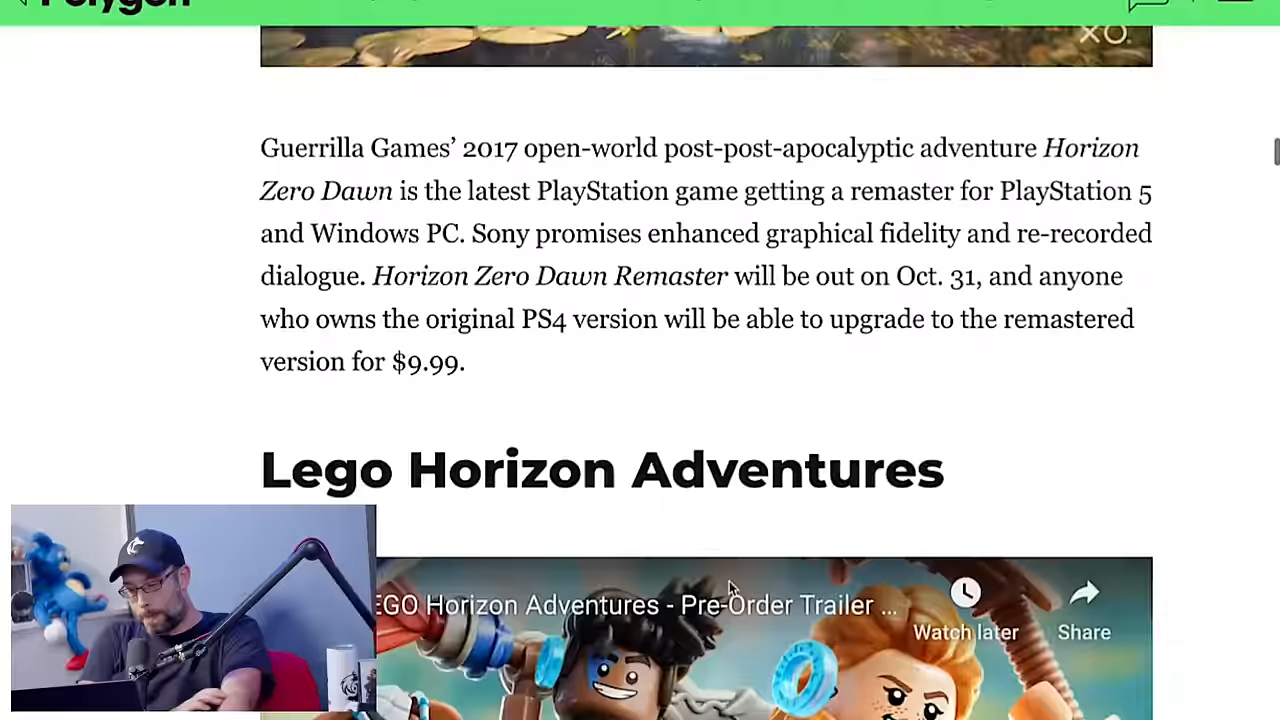 Polygon
XO.
Guerrilla Games’ 2017 open-world post-post-apocalyptic adventure Horizon
Zero Dawn is the latest PlayStation game getting a remaster for PlayStation 5
and Windows PC. Sony promises enhanced graphical fidelity and re-recorded
dialogue. Horizon Zero Dawn Remaster will be out on Oct. 31, and anyone
who owns the original PS4 version will be able to upgrade to the remastered
version for $9.99.
Lego Horizon Adventures
EGO Horizon Adventures - Pre-Order Trailer ...
Watch later
Share